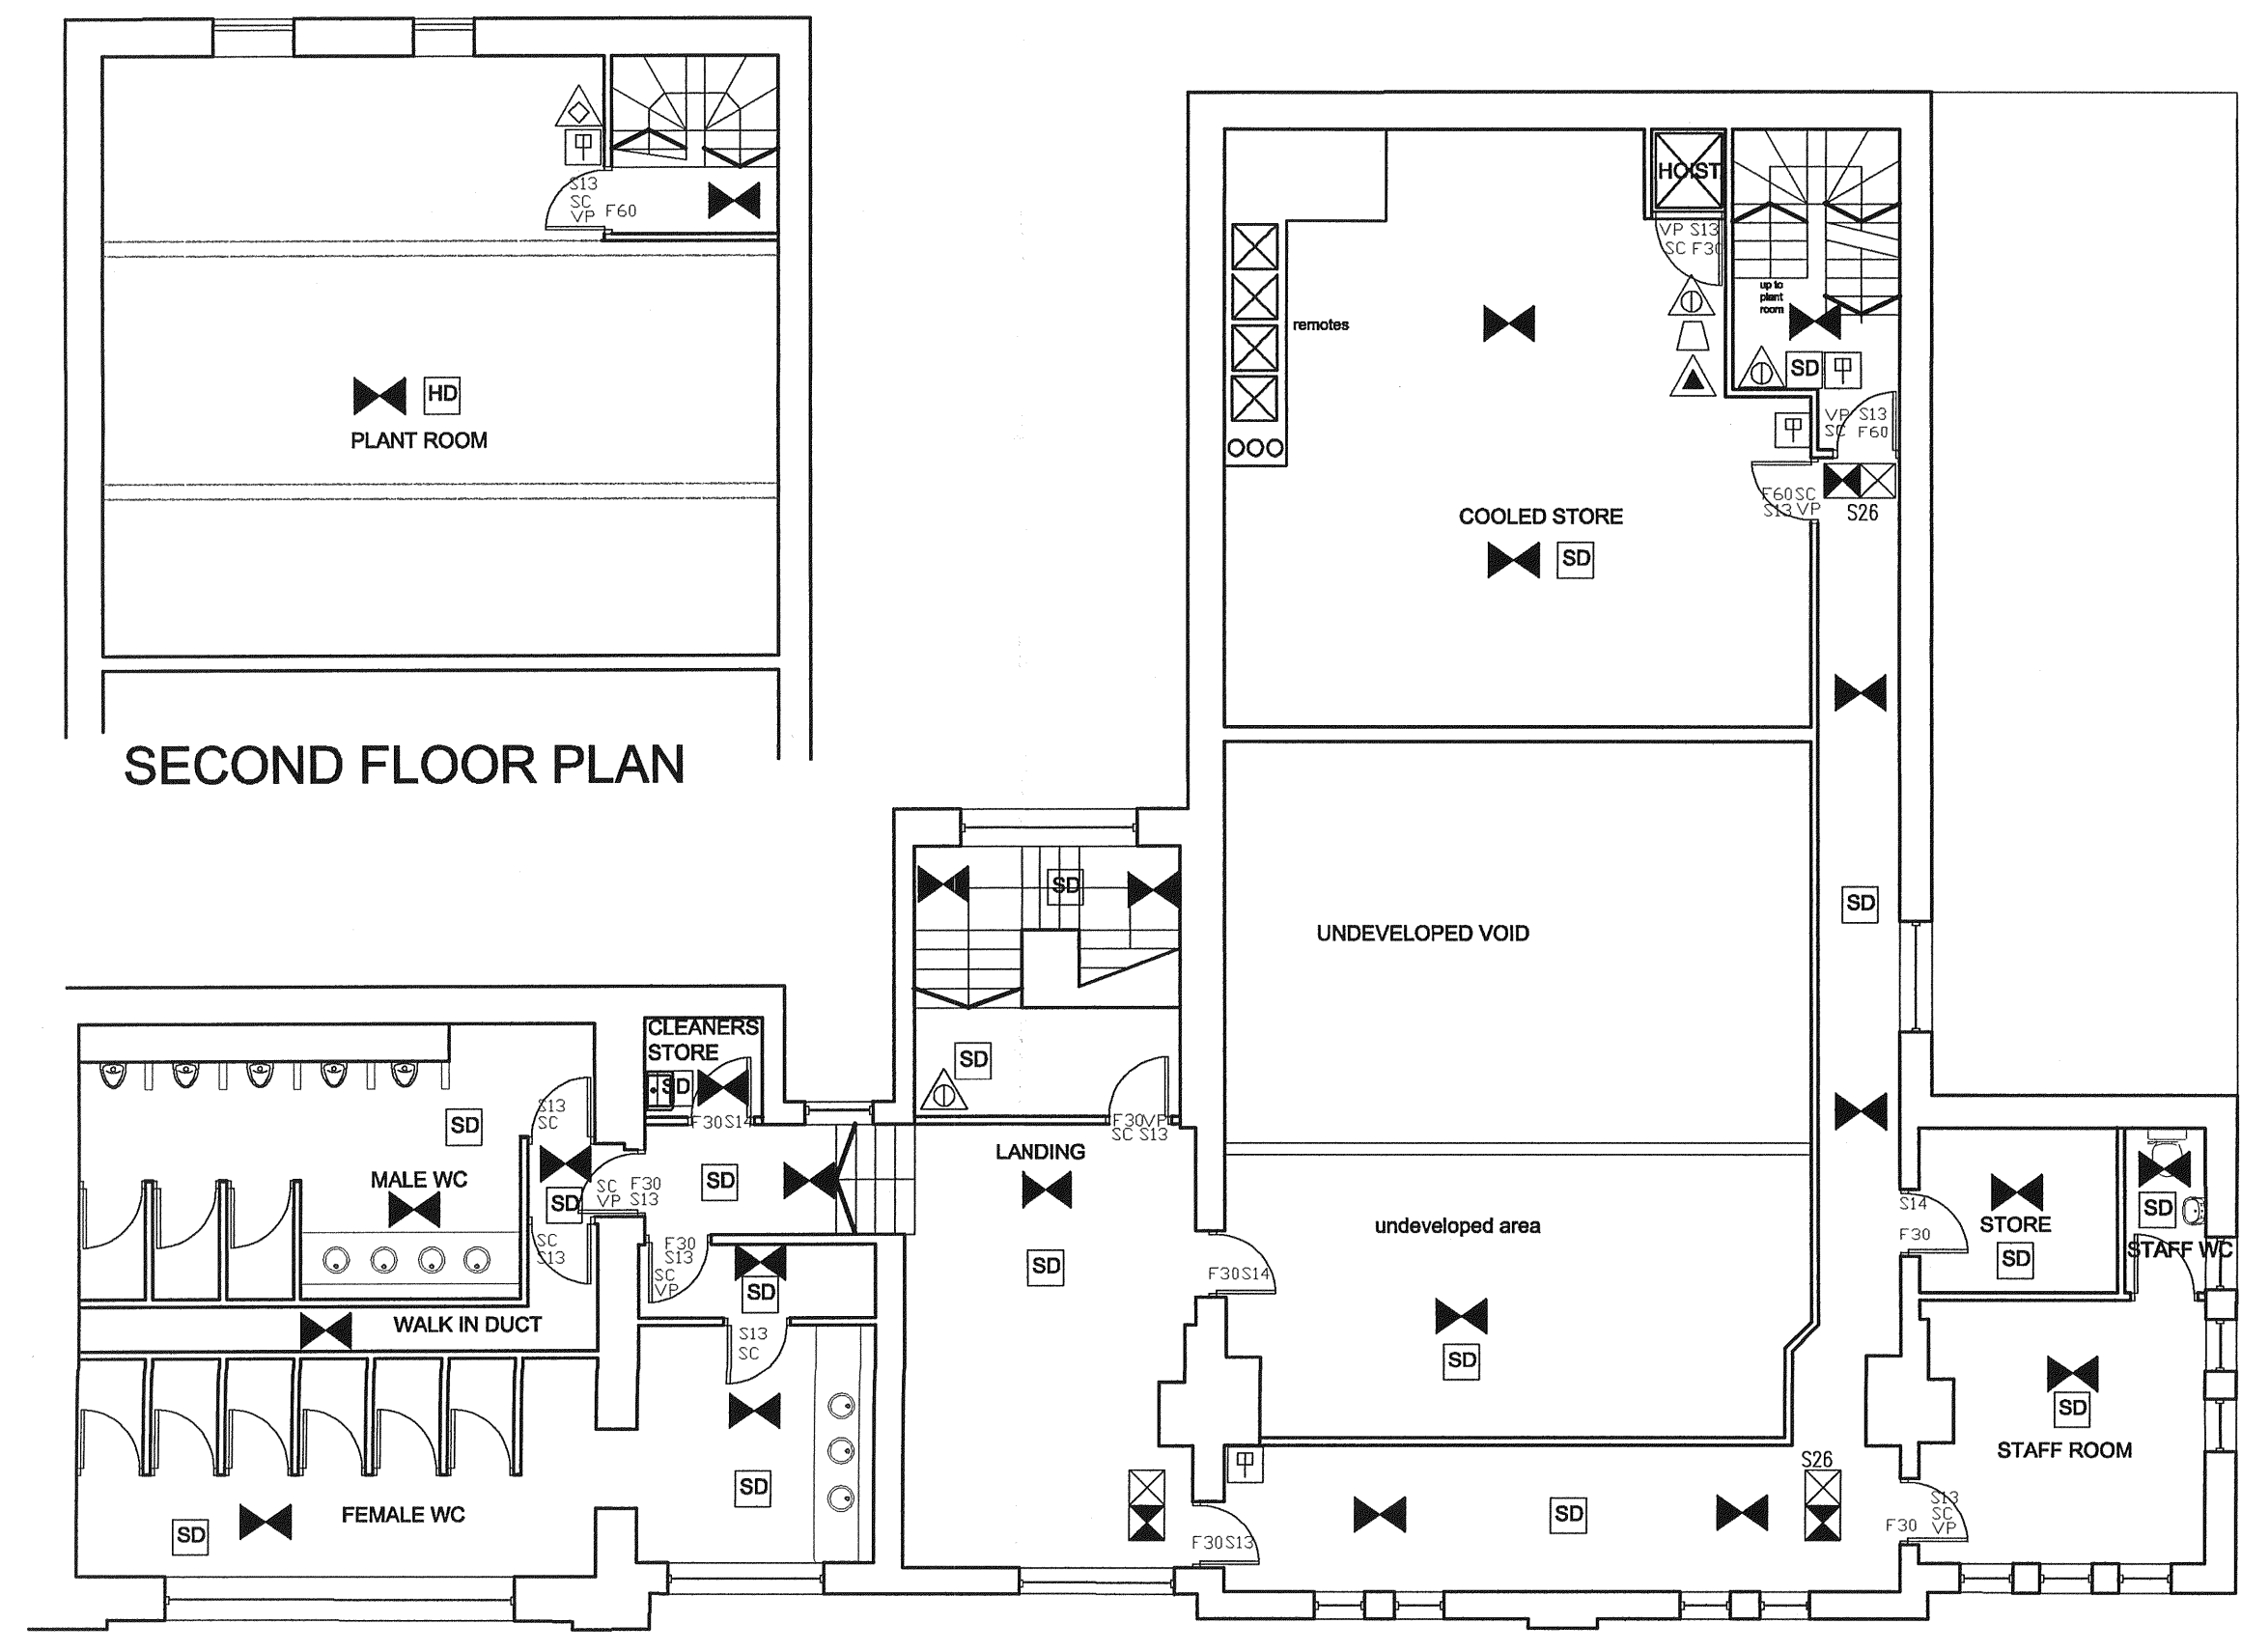 S13
SC
VP F60
HD
PLANT ROOM
SECOND FLOOR PLAN
HOIST
VP S13
SC F30
up to
plant
room
remotes
SD
VP S13
SC F60
F60 SC
S13 VP
S26
COOLED STORE
SD
SD
UNDEVELOPED VOID
SD
SD
CLEANERS
STORE
SD
F30 S14
S13
SC
SD
MALE WC
SD
SC F30
VP S13
SD
SC
S13
F30 VP
SC S13
LANDING
SD
F30
S13
SC
VP
SD
WALK IN DUCT
S13
SC
SD
FEMALE WC
SD
undeveloped area
F30 S14
SD
S14
F30
STORE
SD
SD
STAFF WC
SD
STAFF ROOM
S26
SD
F30 S13
S13
SC
F30 VP